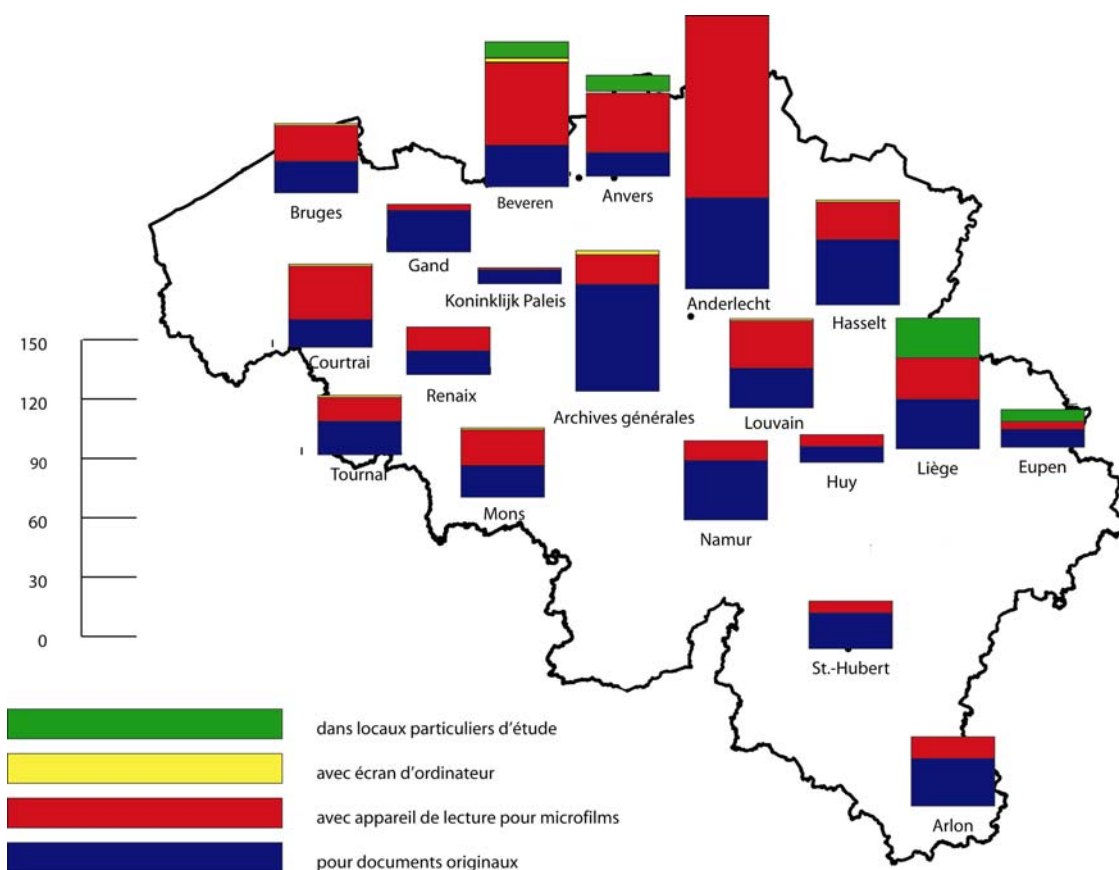 Beveren
Anvers
Bruges
Gand
Koninklijk Paleis
Anderlecht
Hasselt
Courtrai
Renaix
Archives générales
Louvain
Tournai
Mons
Namur
Huy
Liège
Eupen
St.-Hubert
Arlon
150
120
90
60
30
0
dans locaux particuliers d'étude
avec écran d'ordinateur
avec appareil de lecture pour microfilms
pour documents originaux